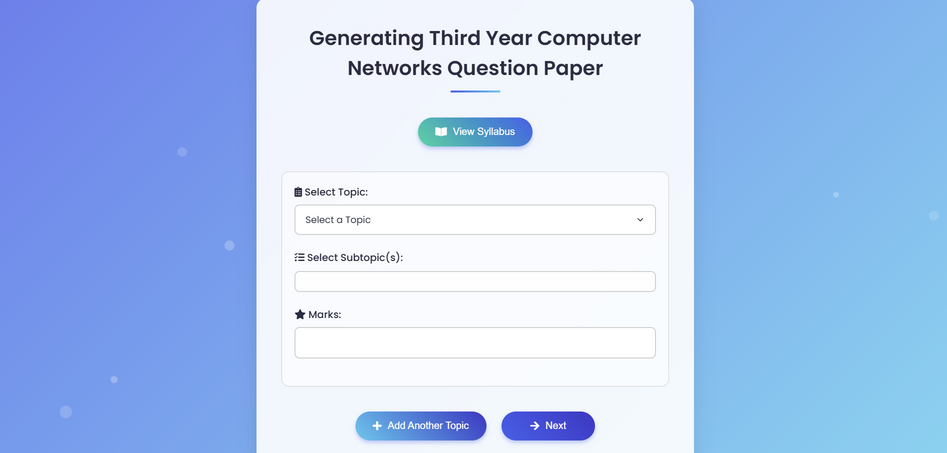 Generating Third Year Computer
Networks Question Paper
View Syllabus
Select Topic:
Select a Topic
Select Subtopic(s):
Marks:
Add Another Topic
Next